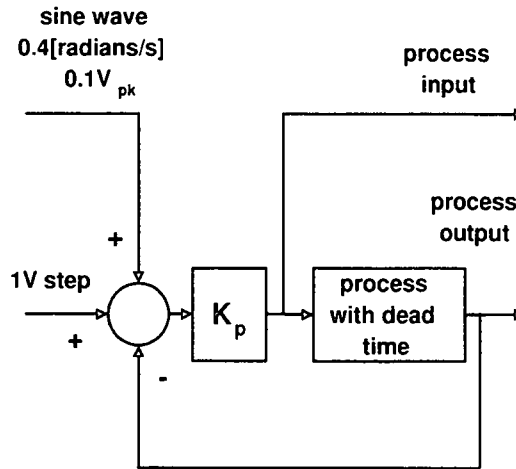 sine wave
0.4[radians/s]
0.1V pk
process
input
process
output
+
1V step
+
-
K p
process
with dead
time